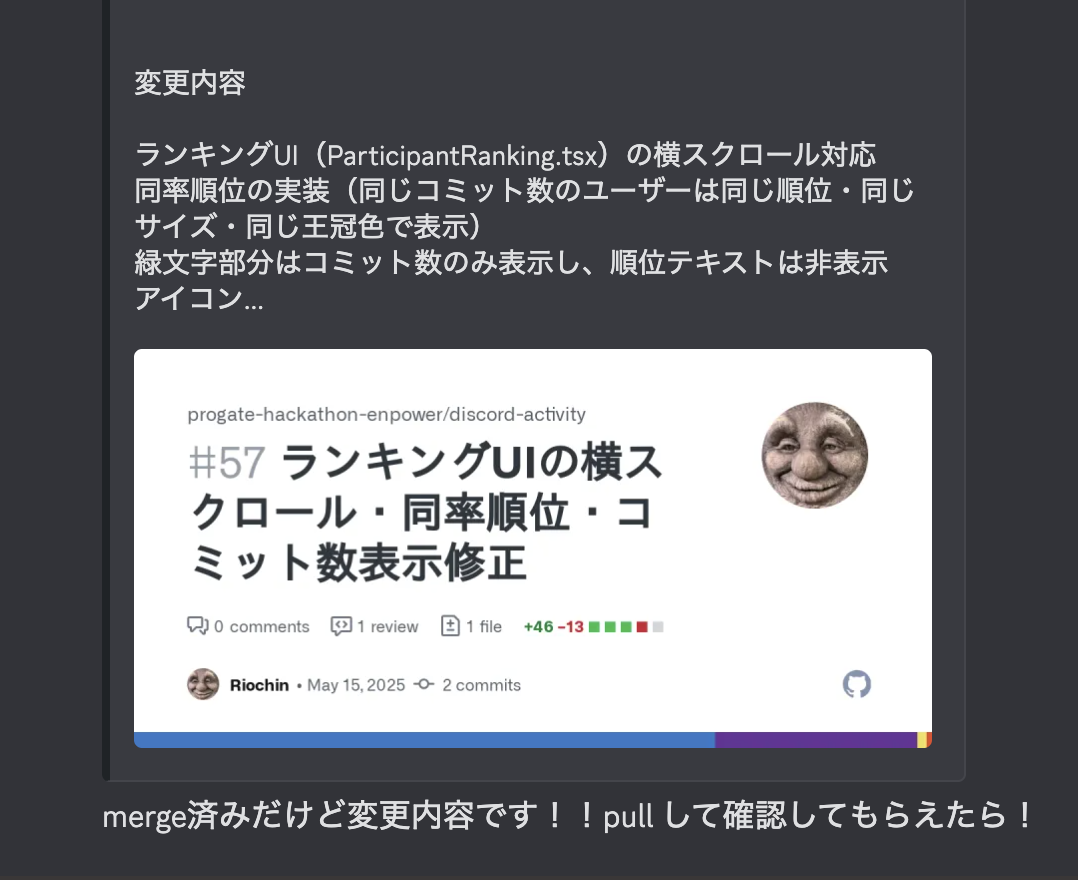 変更内容
ランキングUI（ParticipantRanking.tsx）の横スクロール対応
同率順位の実装（同じコミット数のユーザーは同じ順位・同じ
サイズ・同じ王冠色で表示）
緑文字部分はコミット数のみ表示し、順位テキストは非表示
アイコン...
progate-hackathon-enpower/discord-activity
#57 ランキングUIの横ス
クロール・同率順位・コ
ミット数表示修正
0 comments 1 review 1 file +46 −13
Riochin • May 15, 2025 2 commits
merge済みだけど変更内容です！！pull して確認してもらえたら！